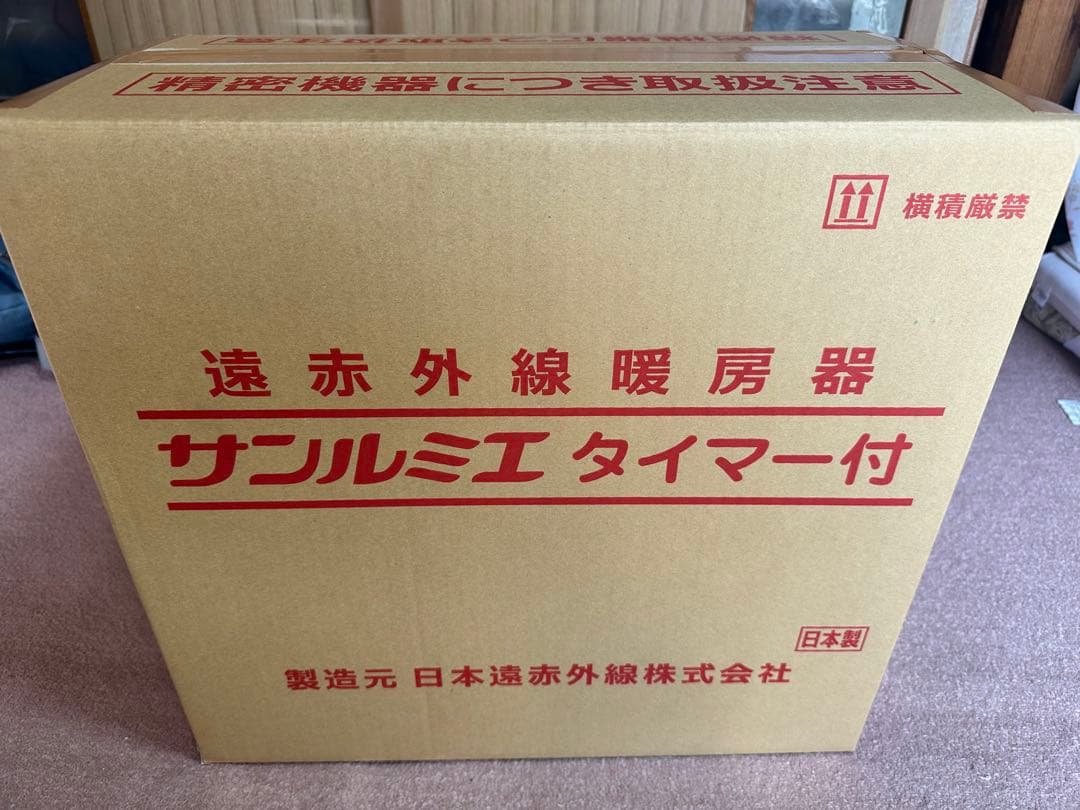 精密機器につき取扱注意
横積厳禁
遠赤外線暖房器
サンルミエ タイマー付
日本製
製造元 日本遠赤外線株式会社